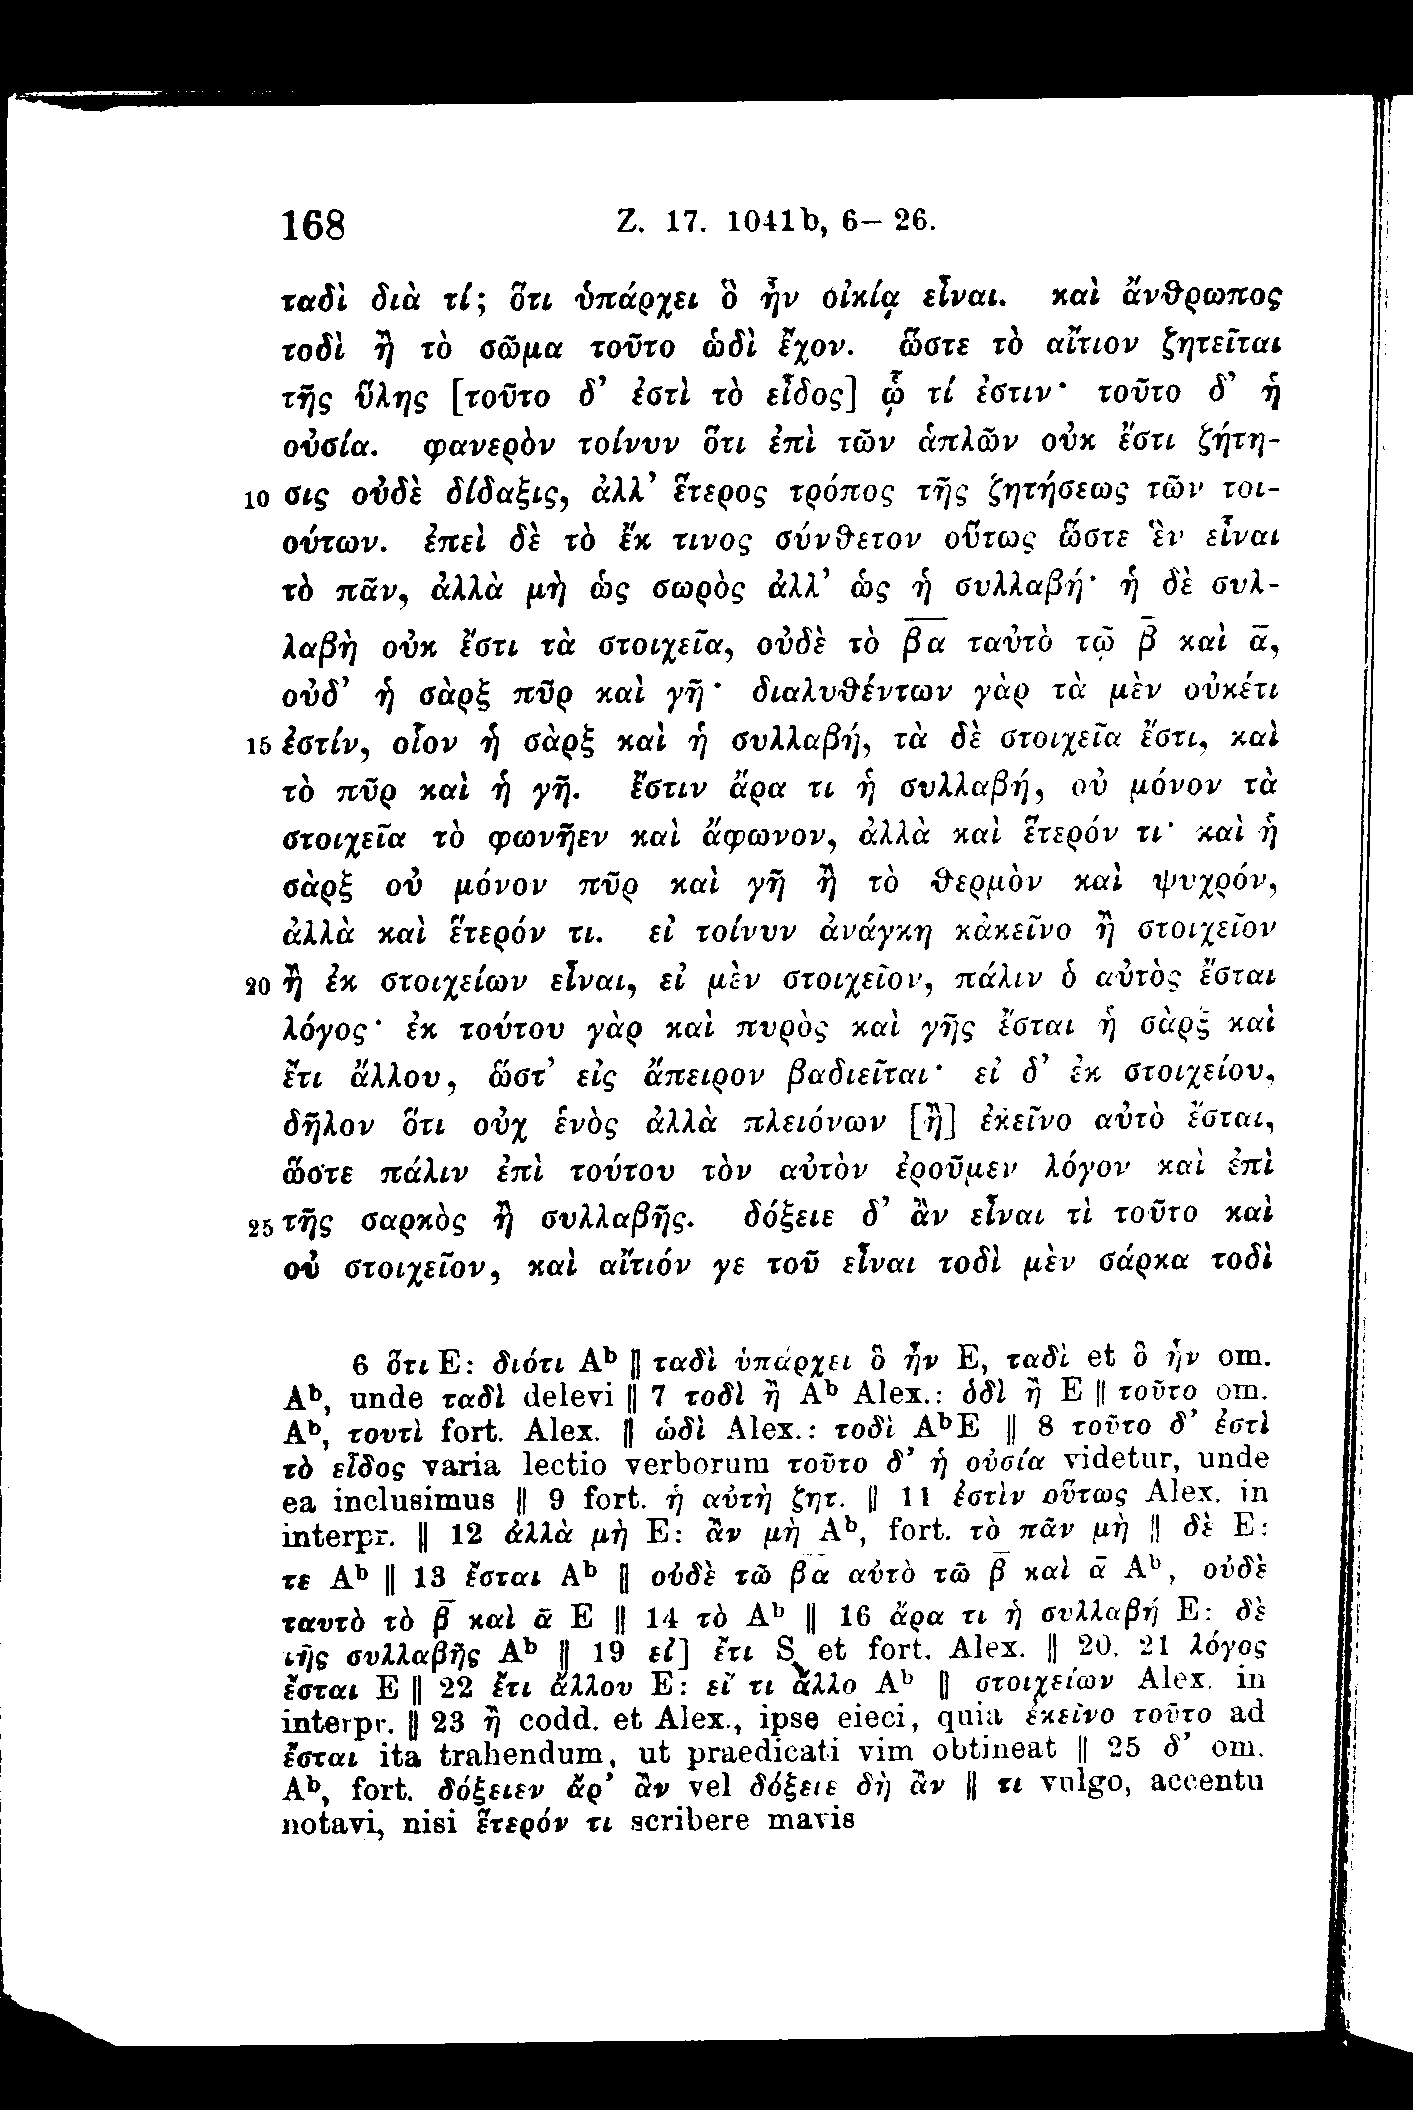 168 Z. 17. 1041b, 6– 26.
ταδὶ διὰ τί; ὅτι ὑπάρχει ὃ ἦν οἰκίᾳ εἶναι. καὶ ἄνθρωπος
τοδὶ ἢ τὸ σῶμα τοῦτο ὡδὶ ἔχον. ὥστε τὸ αἴτιον ζητεῖται
τῆς ὕλης [τοῦτο δ’ ἐστὶ τὸ εἶδος] ᾧ τί ἐστιν· τοῦτο δ’ ἡ
οὐσία. φανερὸν τοίνυν ὅτι ἐπὶ τῶν ἁπλῶν οὐκ ἔστι ζήτη-
10 σις οὐδὲ δίδαξις, ἀλλ’ ἕτερος τρόπος τῆς ζητήσεως τῶν τοι-
ούτων. ἐπεὶ δὲ τὸ ἔκ τινος σύνθετον οὕτως ὥστε ἓν εἶναι
τὸ πᾶν, ἀλλὰ μὴ ὡς σωρὸς ἀλλ’ ὡς ἡ συλλαβή· ἡ δὲ συλ-
λαβὴ οὐκ ἔστι τὰ στοιχεῖα, οὐδὲ τὸ β̅α̅ ταὐτὸ τῷ β̅ καὶ α̅,
οὐδ’ ἡ σὰρξ πῦρ καὶ γῆ· διαλυθέντων γὰρ τὰ μὲν οὐκέτι
15 ἐστίν, οἷον ἡ σὰρξ καὶ ἡ συλλαβή, τὰ δὲ στοιχεῖα ἔστι, καὶ
τὸ πῦρ καὶ ἡ γῆ. ἔστιν ἄρα τι ἡ συλλαβή, οὐ μόνον τὰ
στοιχεῖα τὸ φωνῆεν καὶ ἄφωνον, ἀλλὰ καὶ ἕτερόν τι· καὶ ἡ
σὰρξ οὐ μόνον πῦρ καὶ γῆ ἢ τὸ θερμὸν καὶ ψυχρόν,
ἀλλὰ καὶ ἕτερόν τι. εἰ τοίνυν ἀνάγκη κἀκεῖνο ἢ στοιχεῖον
20 ἢ ἐκ στοιχείων εἶναι, εἰ μὲν στοιχεῖον, πάλιν ὁ αὐτὸς ἔσται
λόγος· ἐκ τούτου γὰρ καὶ πυρὸς καὶ γῆς ἔσται ἡ σὰρξ καὶ
ἔτι ἄλλου, ὥστ’ εἰς ἄπειρον βαδιεῖται· εἰ δ’ ἐκ στοιχείου,
δῆλον ὅτι οὐχ ἑνὸς ἀλλὰ πλειόνων [ἢ] ἐκεῖνο αὐτὸ ἔσται,
ὥστε πάλιν ἐπὶ τούτου τὸν αὐτὸν ἐροῦμεν λόγον καὶ ἐπὶ
25 τῆς σαρκὸς ἢ συλλαβῆς. δόξειε δ’ ἂν εἶναι τὶ τοῦτο καὶ
οὐ στοιχεῖον, καὶ αἴτιόν γε τοῦ εἶναι τοδὶ μὲν σάρκα τοδὶ
6 ὅτι E: διότι Aᵇ || ταδὶ ὑπάρχει ὃ ἦν E, ταδὶ et ὃ ἦν om.
Aᵇ, unde ταδὶ delevi || 7 τοδὶ ἢ Aᵇ Alex.: ὁδὶ ἢ E || τοῦτο om.
Aᵇ, τουτὶ fort. Alex. || ὡδὶ Alex.: τοδὶ AᵇE || 8 τοῦτο δ’ ἐστὶ
τὸ εἶδος varia lectio verborum τοῦτο δ’ ἡ οὐσία videtur, unde
ea inclusimus || 9 fort. ἡ αὐτὴ ζητ. || 11 ἐστὶν οὕτως Alex. in
interpr. || 12 ἀλλὰ μὴ E: ἂν μὴ Aᵇ, fort. τὸ πᾶν μὴ || δὲ E:
τε Aᵇ || 13 ἔσται Aᵇ || οὐδὲ τῶ β̅α̅ αὐτὸ τῶ β̅ καὶ α̅ Aᵇ, οὐδὲ
ταυτὸ τὸ β̅ καὶ α̅ E || 14 τὸ Aᵇ || 16 ἄρα τι ἡ συλλαβή E: δὲ
τῆς συλλαβῆς Aᵇ || 19 εἰ] ἔτι S et fort. Alex. || 20. 21 λόγος
ἔσται E || 22 ἔτι ἄλλου E: εἴ τι ἄλλο Aᵇ || στοιχείων Alex. in
interpr. || 23 ἢ codd. et Alex., ipse eieci, quia ἐκεῖνο τοῦτο ad
ἔσται ita trahendum, ut praedicati vim obtineat || 25 δ’ om.
Aᵇ, fort. δόξειεν ἄρ’ ἂν vel δόξειε δὴ ἂν || τι vulgo, accentu
notavi, nisi ἕτερόν τι scribere mavis